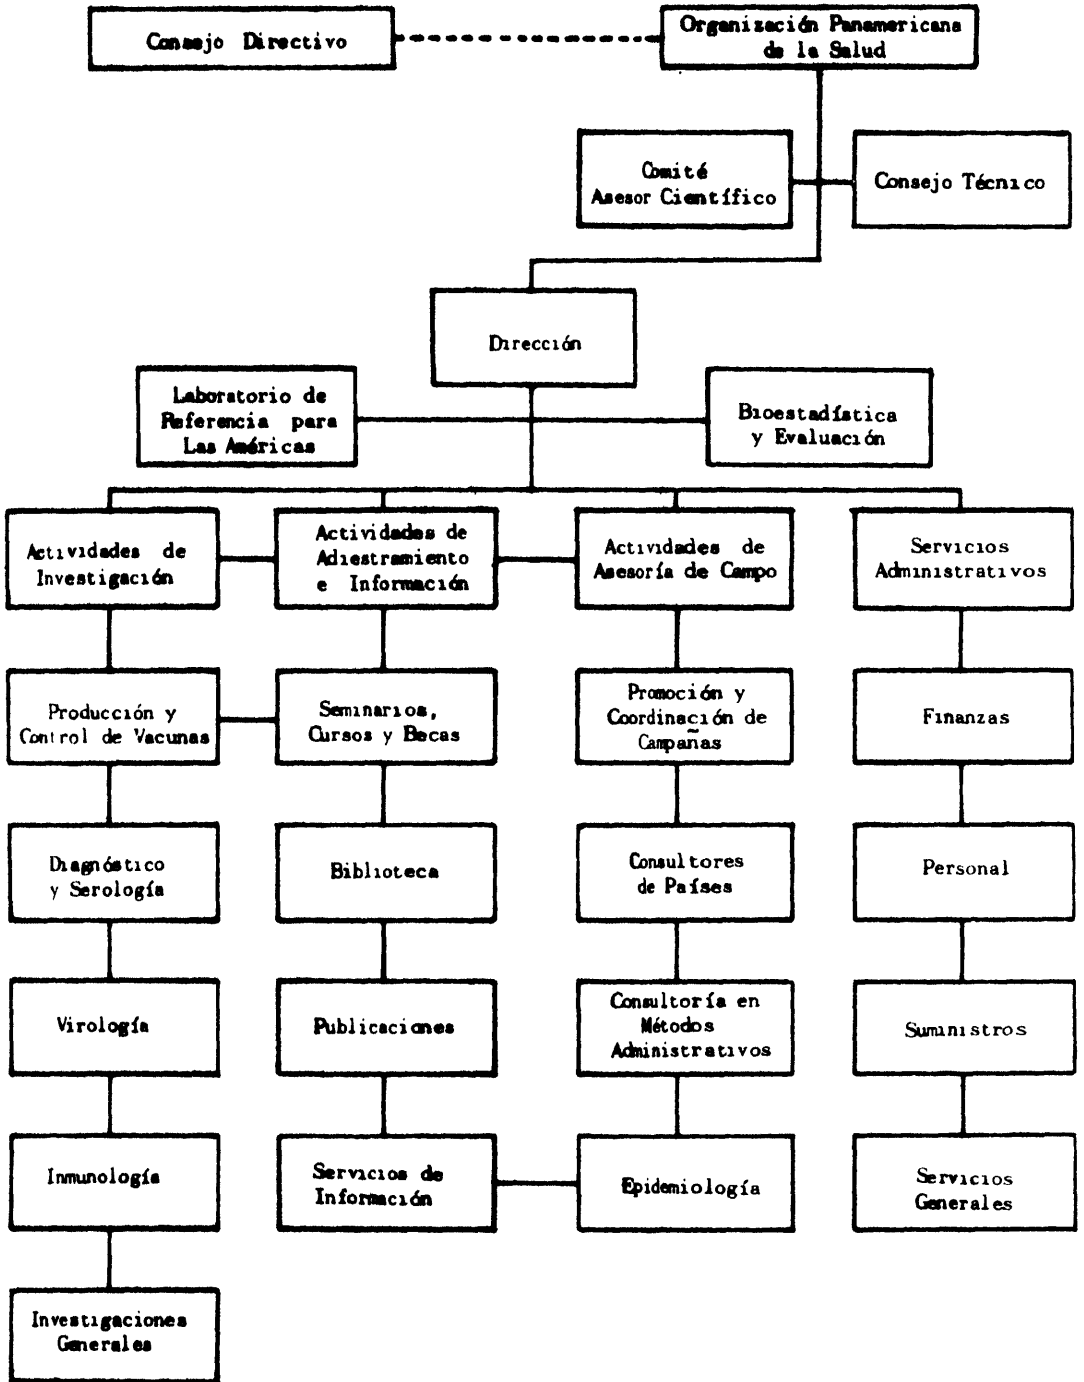 Consejo Directivo
Organización Panamericana
de la Salud
Comité
Asesor Científico
Consejo Técnico
Dirección
Laboratorio de
Referencia para
Las Américas
Bioestadística
y Evaluación
Actividades de
Investigación
Actividades de
Adiestramiento
e Información
Actividades de
Asesoría de Campo
Servicios
Administrativos
Producción y
Control de Vacunas
Seminarios,
Cursos y Becas
Promoción y
Coordinación de
Campañas
Finanzas
Diagnóstico
y Serología
Biblioteca
Consultores
de Países
Personal
Virología
Publicaciones
Consultoría en
Métodos
Administrativos
Suministros
Inmunología
Servicios de
Información
Epidemiología
Servicios
Generales
Investigaciones
Generales